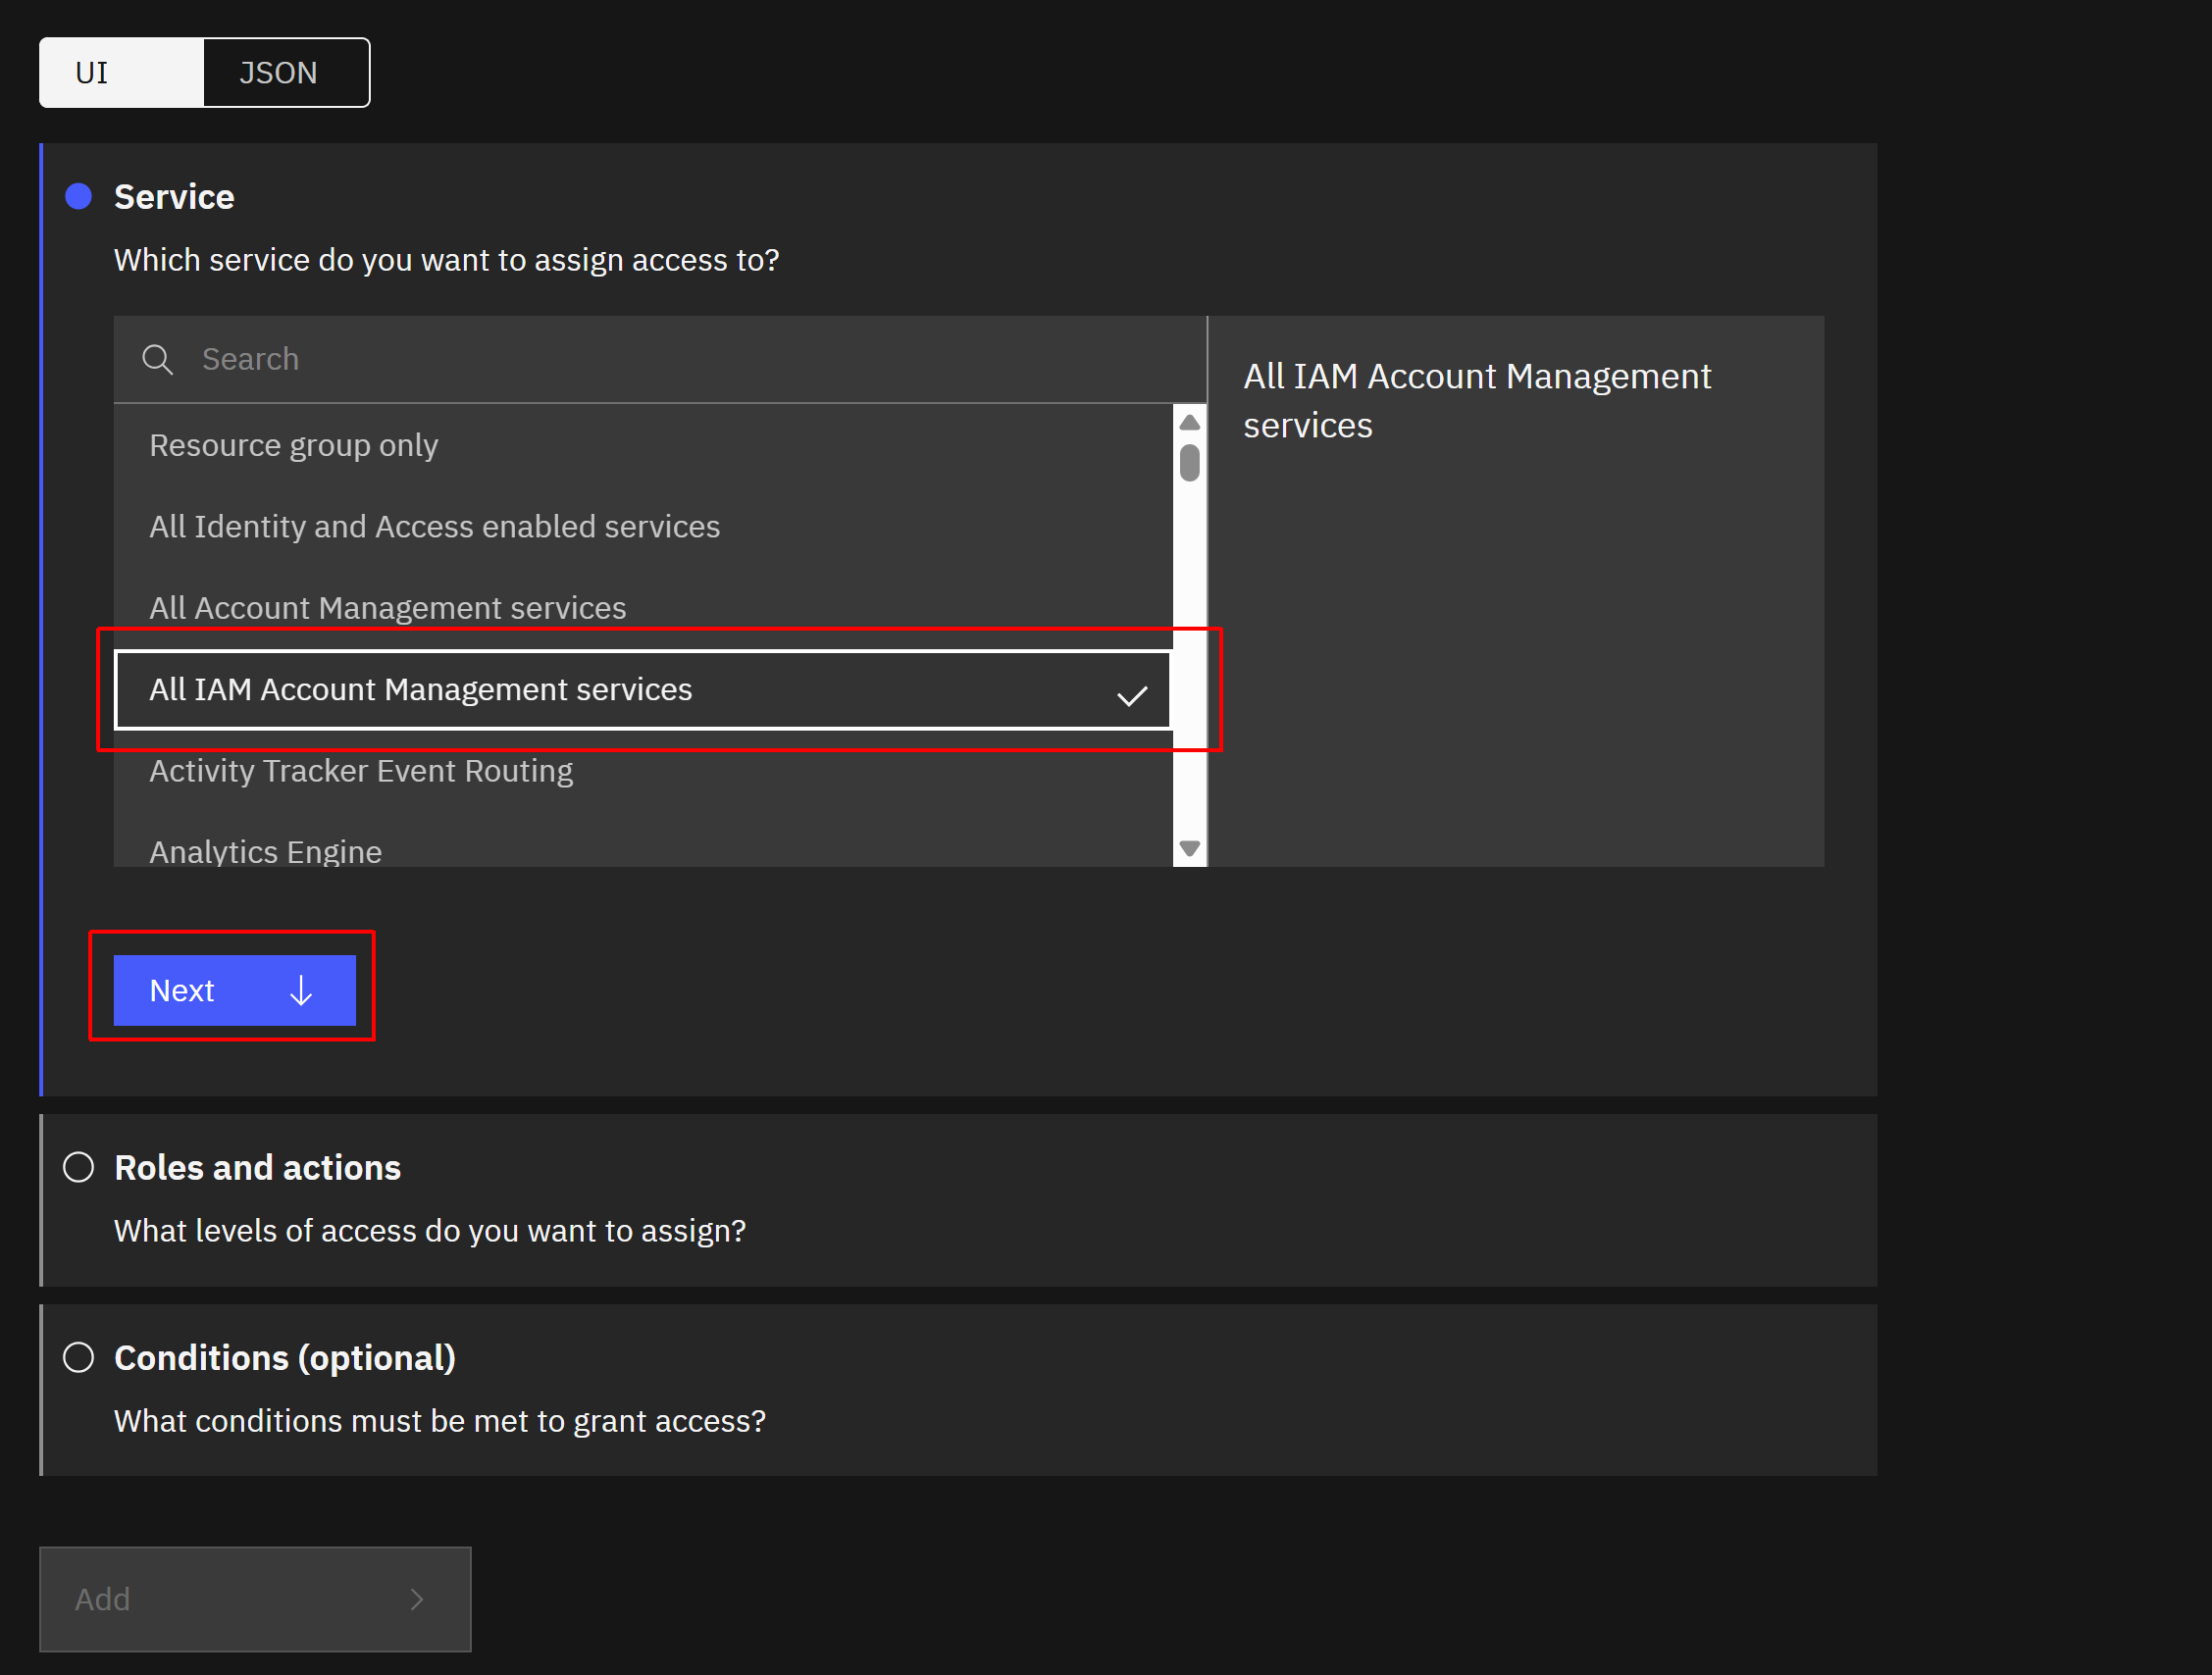 UI
JSON
Service
Which service do you want to assign access to?
Search
Resource group only
All Identity and Access enabled services
All Account Management services
All IAM Account Management services
Activity Tracker Event Routing
Analytics Engine
All IAM Account Management
services
Next
Roles and actions
What levels of access do you want to assign?
Conditions (optional)
What conditions must be met to grant access?
Add